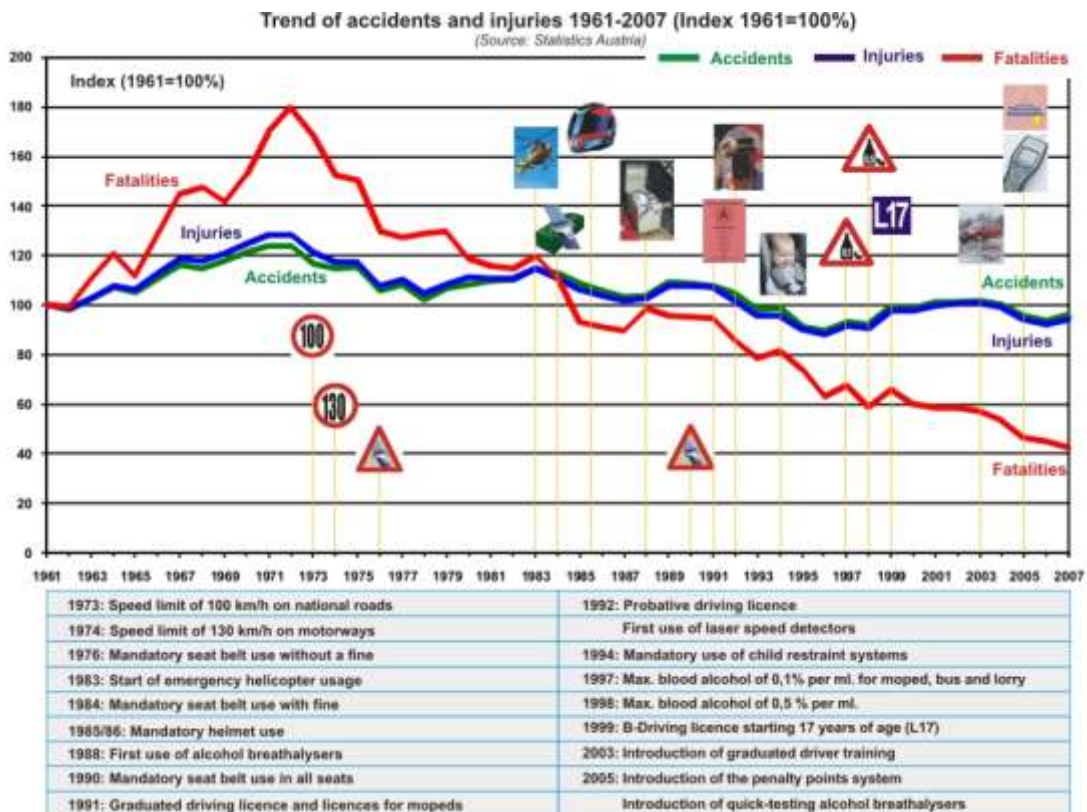 Trend of accidents and injuries 1961-2007 (Index 1961=100%)
(Source: Statistics Austria)
Accidents Injuries Fatalities
Index (1961=100%)
200
180
160
140
120
100
80
60
40
20
0
Fatalities
Injuries
Accidents
100
130
L17
Accidents
Injuries
Fatalities
1961 1963 1965 1967 1969 1971 1973 1975 1977 1979 1981 1983 1985 1987 1989 1991 1993 1995 1997 1999 2001 2003 2005 2007
1973: Speed limit of 100 km/h on national roads
1974: Speed limit of 130 km/h on motorways
1976: Mandatory seat belt use without a fine
1983: Start of emergency helicopter usage
1984: Mandatory seat belt use with fine
1985/86: Mandatory helmet use
1988: First use of alcohol breathalysers
1990: Mandatory seat belt use in all seats
1991: Graduated driving licence and licences for mopeds
1992: Probative driving licence
First use of laser speed detectors
1994: Mandatory use of child restraint systems
1997: Max. blood alcohol of 0,1% per ml. for moped, bus and lorry
1998: Max. blood alcohol of 0,5 % per ml.
1999: B-Driving licence starting 17 years of age (L17)
2003: Introduction of graduated driver training
2005: Introduction of the penalty points system
Introduction of quick-testing alcohol breathalysers